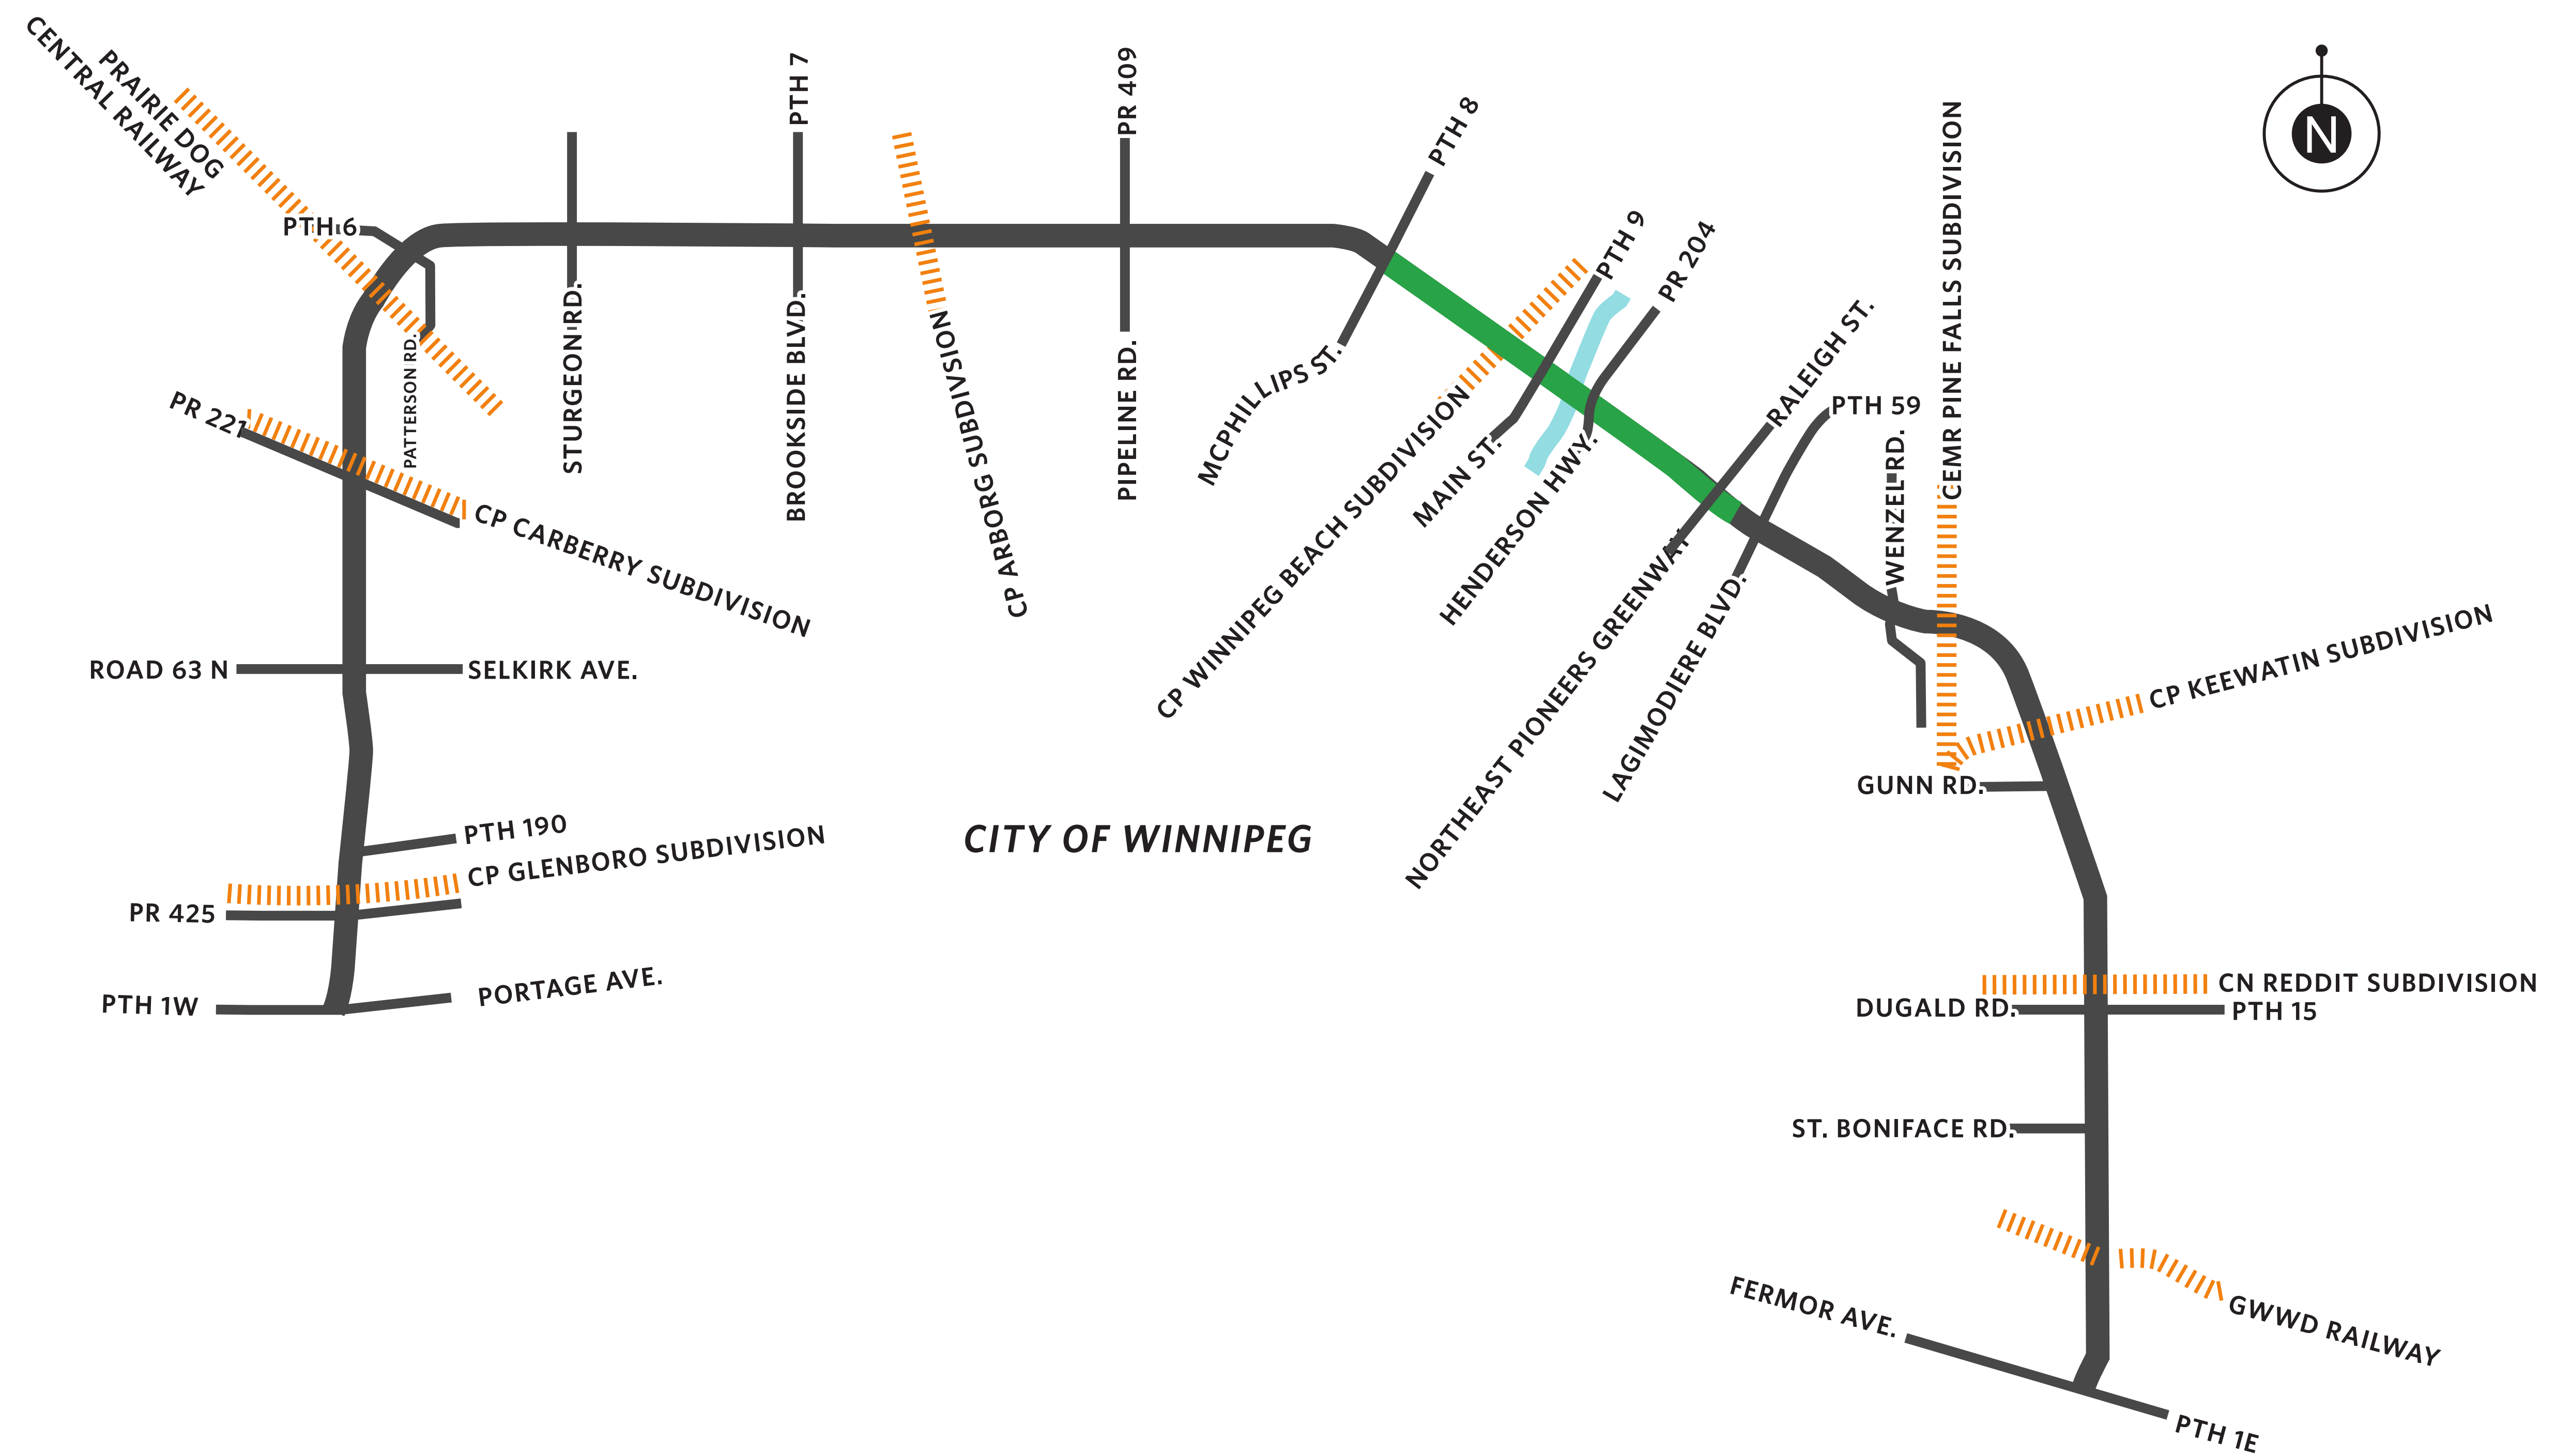 PRAIRIE DOG
CENTRAL RAILWAY
PTH 6
PATTERSON RD.
STURGEON RD.
PTH 7
BROOKSIDE BLVD.
CP ARBORG SUBDIVISION
PR 409
PIPELINE RD.
PTH 8
MCPHILLIPS ST.
CP WINNIPEG BEACH SUBDIVISION
PTH 9
MAIN ST.
PR 204
HENDERSON HWY.
RALEIGH ST.
NORTHEAST PIONEERS GREENWAY
PTH 59
LAGIMODIERE BLVD.
WENZEL RD.
CEMR PINE FALLS SUBDIVISION
N
PR 221
CP CARBERRY SUBDIVISION
ROAD 63 N
SELKIRK AVE.
CP KEEWATIN SUBDIVISION
GUNN RD.
PTH 190
CP GLENBORO SUBDIVISION
CITY OF WINNIPEG
PR 425
PTH 1W
PORTAGE AVE.
CN REDDIT SUBDIVISION
DUGALD RD.
PTH 15
ST. BONIFACE RD.
GWWD RAILWAY
FERMOR AVE.
PTH 1E